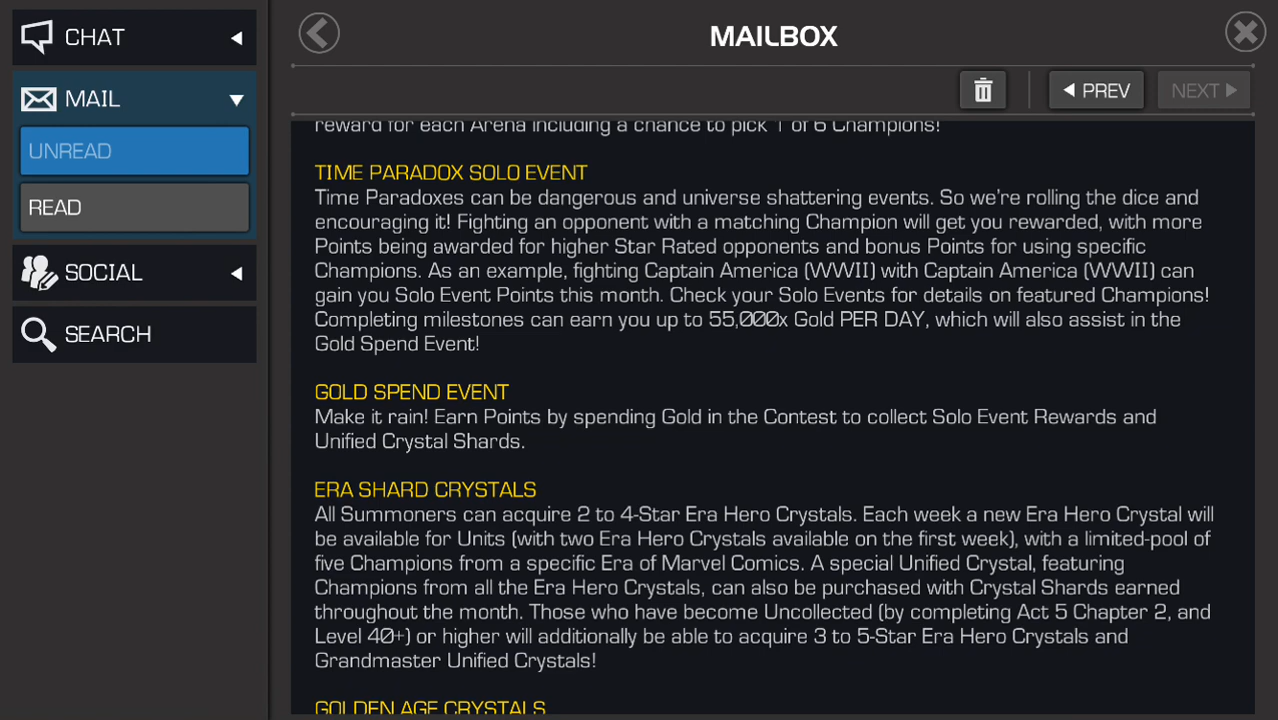 CHAT
MAIL
UNREAD
READ
SOCIAL
SEARCH
MAILBOX
PREV
NEXT
reward for each Arena including a chance to pick 1 of 6 Champions!
TIME PARADOX SOLO EVENT
Time Paradoxes can be dangerous and universe shattering events. So we're rolling the dice and
encouraging it! Fighting an opponent with a matching Champion will get you rewarded, with more
Points being awarded for higher Star Rated opponents and bonus Points for using specific
Champions. As an example, fighting Captain America (WWII) with Captain America (WWII) can
gain you Solo Event Points this month. Check your Solo Events for details on featured Champions!
Completing milestones can earn you up to 55,000x Gold PER DAY, which will also assist in the
Gold Spend Event!
GOLD SPEND EVENT
Make it rain! Earn Points by spending Gold in the Contest to collect Solo Event Rewards and
Unified Crystal Shards.
ERA SHARD CRYSTALS
All Summoners can acquire 2 to 4-Star Era Hero Crystals. Each week a new Era Hero Crystal will
be available for Units (with two Era Hero Crystals available on the first week), with a limited-pool of
five Champions from a specific Era of Marvel Comics. A special Unified Crystal, featuring
Champions from all the Era Hero Crystals, can also be purchased with Crystal Shards earned
throughout the month. Those who have become Uncollected (by completing Act 5 Chapter 2, and
Level 40+) or higher will additionally be able to acquire 3 to 5-Star Era Hero Crystals and
Grandmaster Unified Crystals!
GOLDEN AGE CRYSTALS